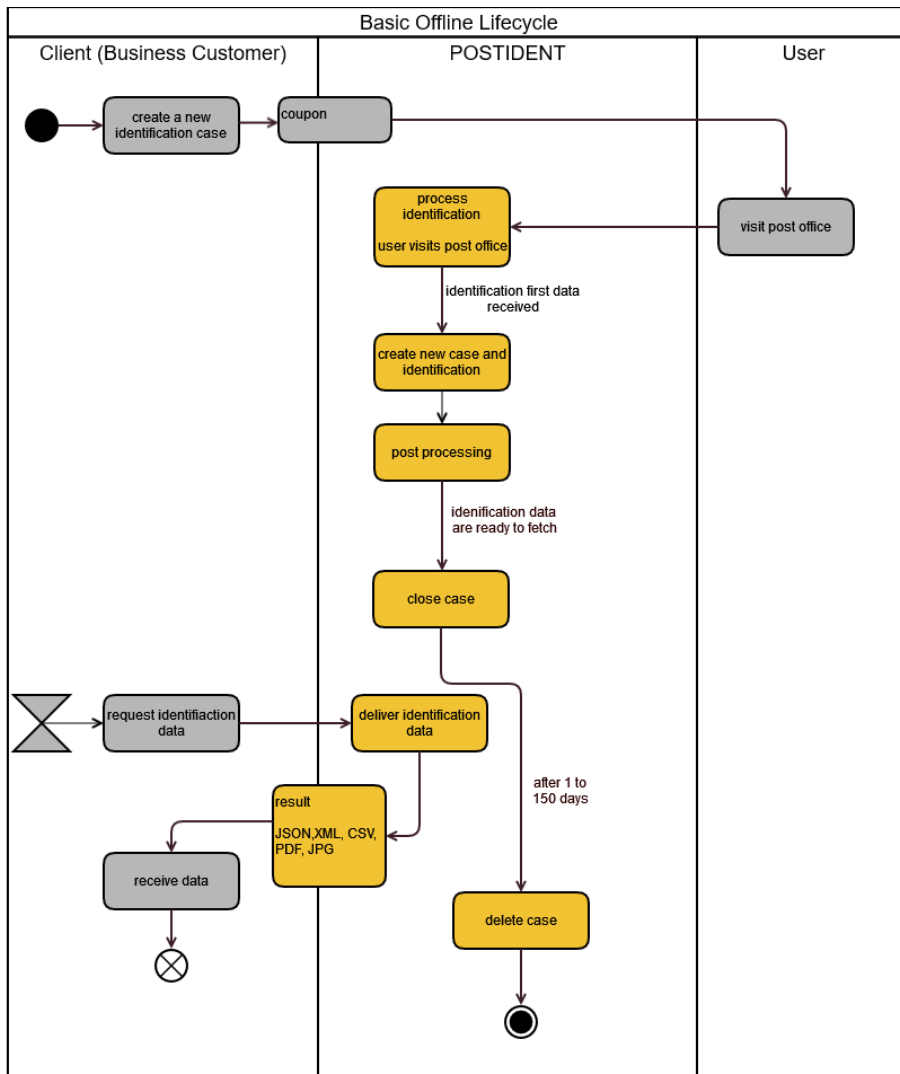 Basic Offline Lifecycle
Client (Business Customer)
POSTIDENT
User
create a new
identification case
coupon
visit post office
process
identification
user visits post office
identification first data
received
create new case and
identification
post processing
idenification data
are ready to fetch
close case
request identifiaction
data
deliver identification
data
after 1 to
150 days
result
JSON,XML, CSV,
PDF, JPG
receive data
delete case